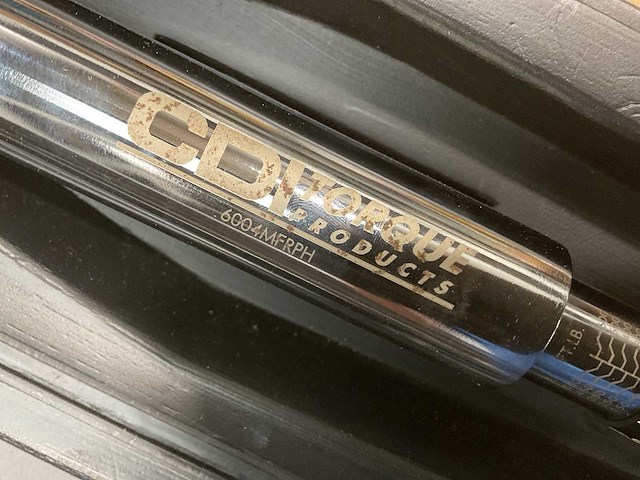 CDI TORQUE
PRODUCTS
6004MFRPH
FT. LB.